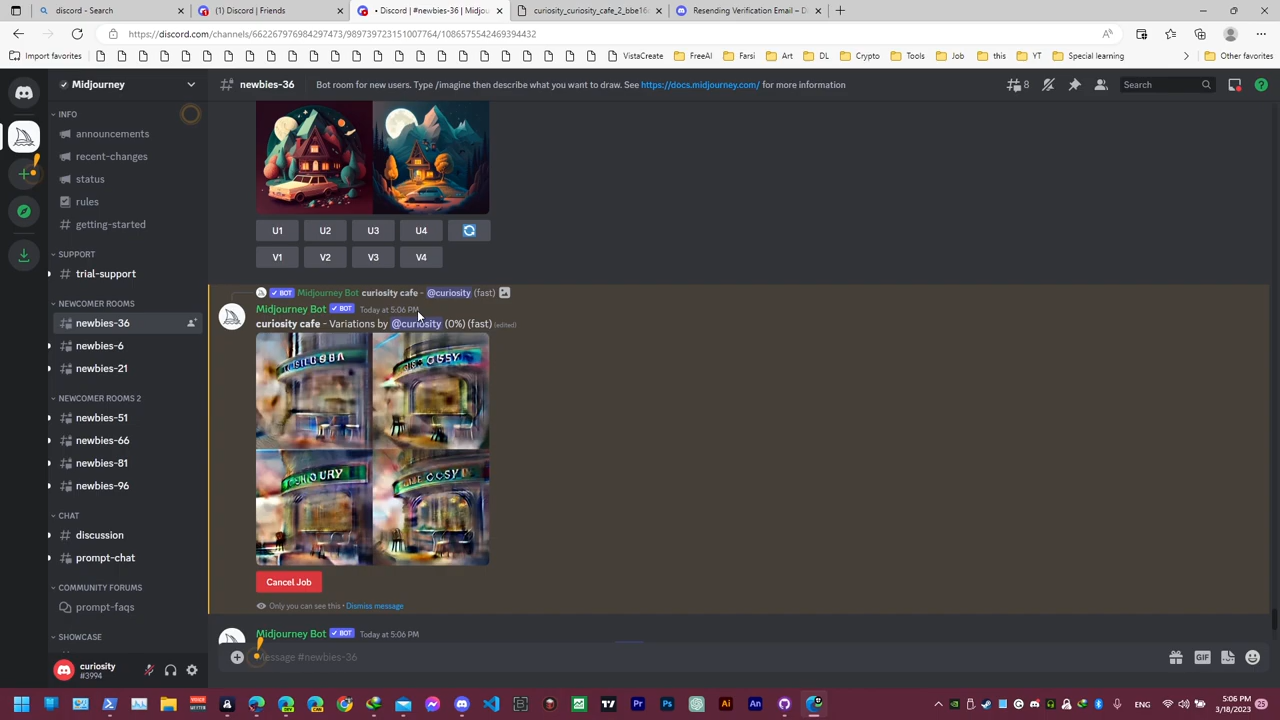 discord - Search
Discord | Friends
• Discord | #newbies-36 | Midjou
curiosity_curiosity_cafe_2_bbe16
Resending Verification Email – D
https://discord.com/channels/662267976984297473/989739723151007764/1086575542469394432
Import favorites
VistaCreate
FreeAI
Farsi
Art
DL
Crypto
Tools
Job
this
YT
Special learning
Other favorites
Midjourney
newbies-36
Bot room for new users. Type /imagine then describe what you want to draw. See https://docs.midjourney.com/ for more information
8
Search
INFO
announcements
recent-changes
status
rules
getting-started
SUPPORT
trial-support
NEWCOMER ROOMS
newbies-36
newbies-6
newbies-21
NEWCOMER ROOMS 2
newbies-51
newbies-66
newbies-81
newbies-96
CHAT
discussion
prompt-chat
COMMUNITY FORUMS
prompt-faqs
SHOWCASE
curiosity
#3994
U1 U2 U3 U4
V1 V2 V3 V4
BOT Midjourney Bot curiosity cafe - @curiosity (fast)
Midjourney Bot BOT Today at 5:06 PM
curiosity cafe - Variations by @curiosity (0%) (fast) (edited)
Cancel Job
Only you can see this • Dismiss message
Midjourney Bot BOT Today at 5:06 PM
Message #newbies-36
GIF
ENG
5:06 PM
3/18/2023